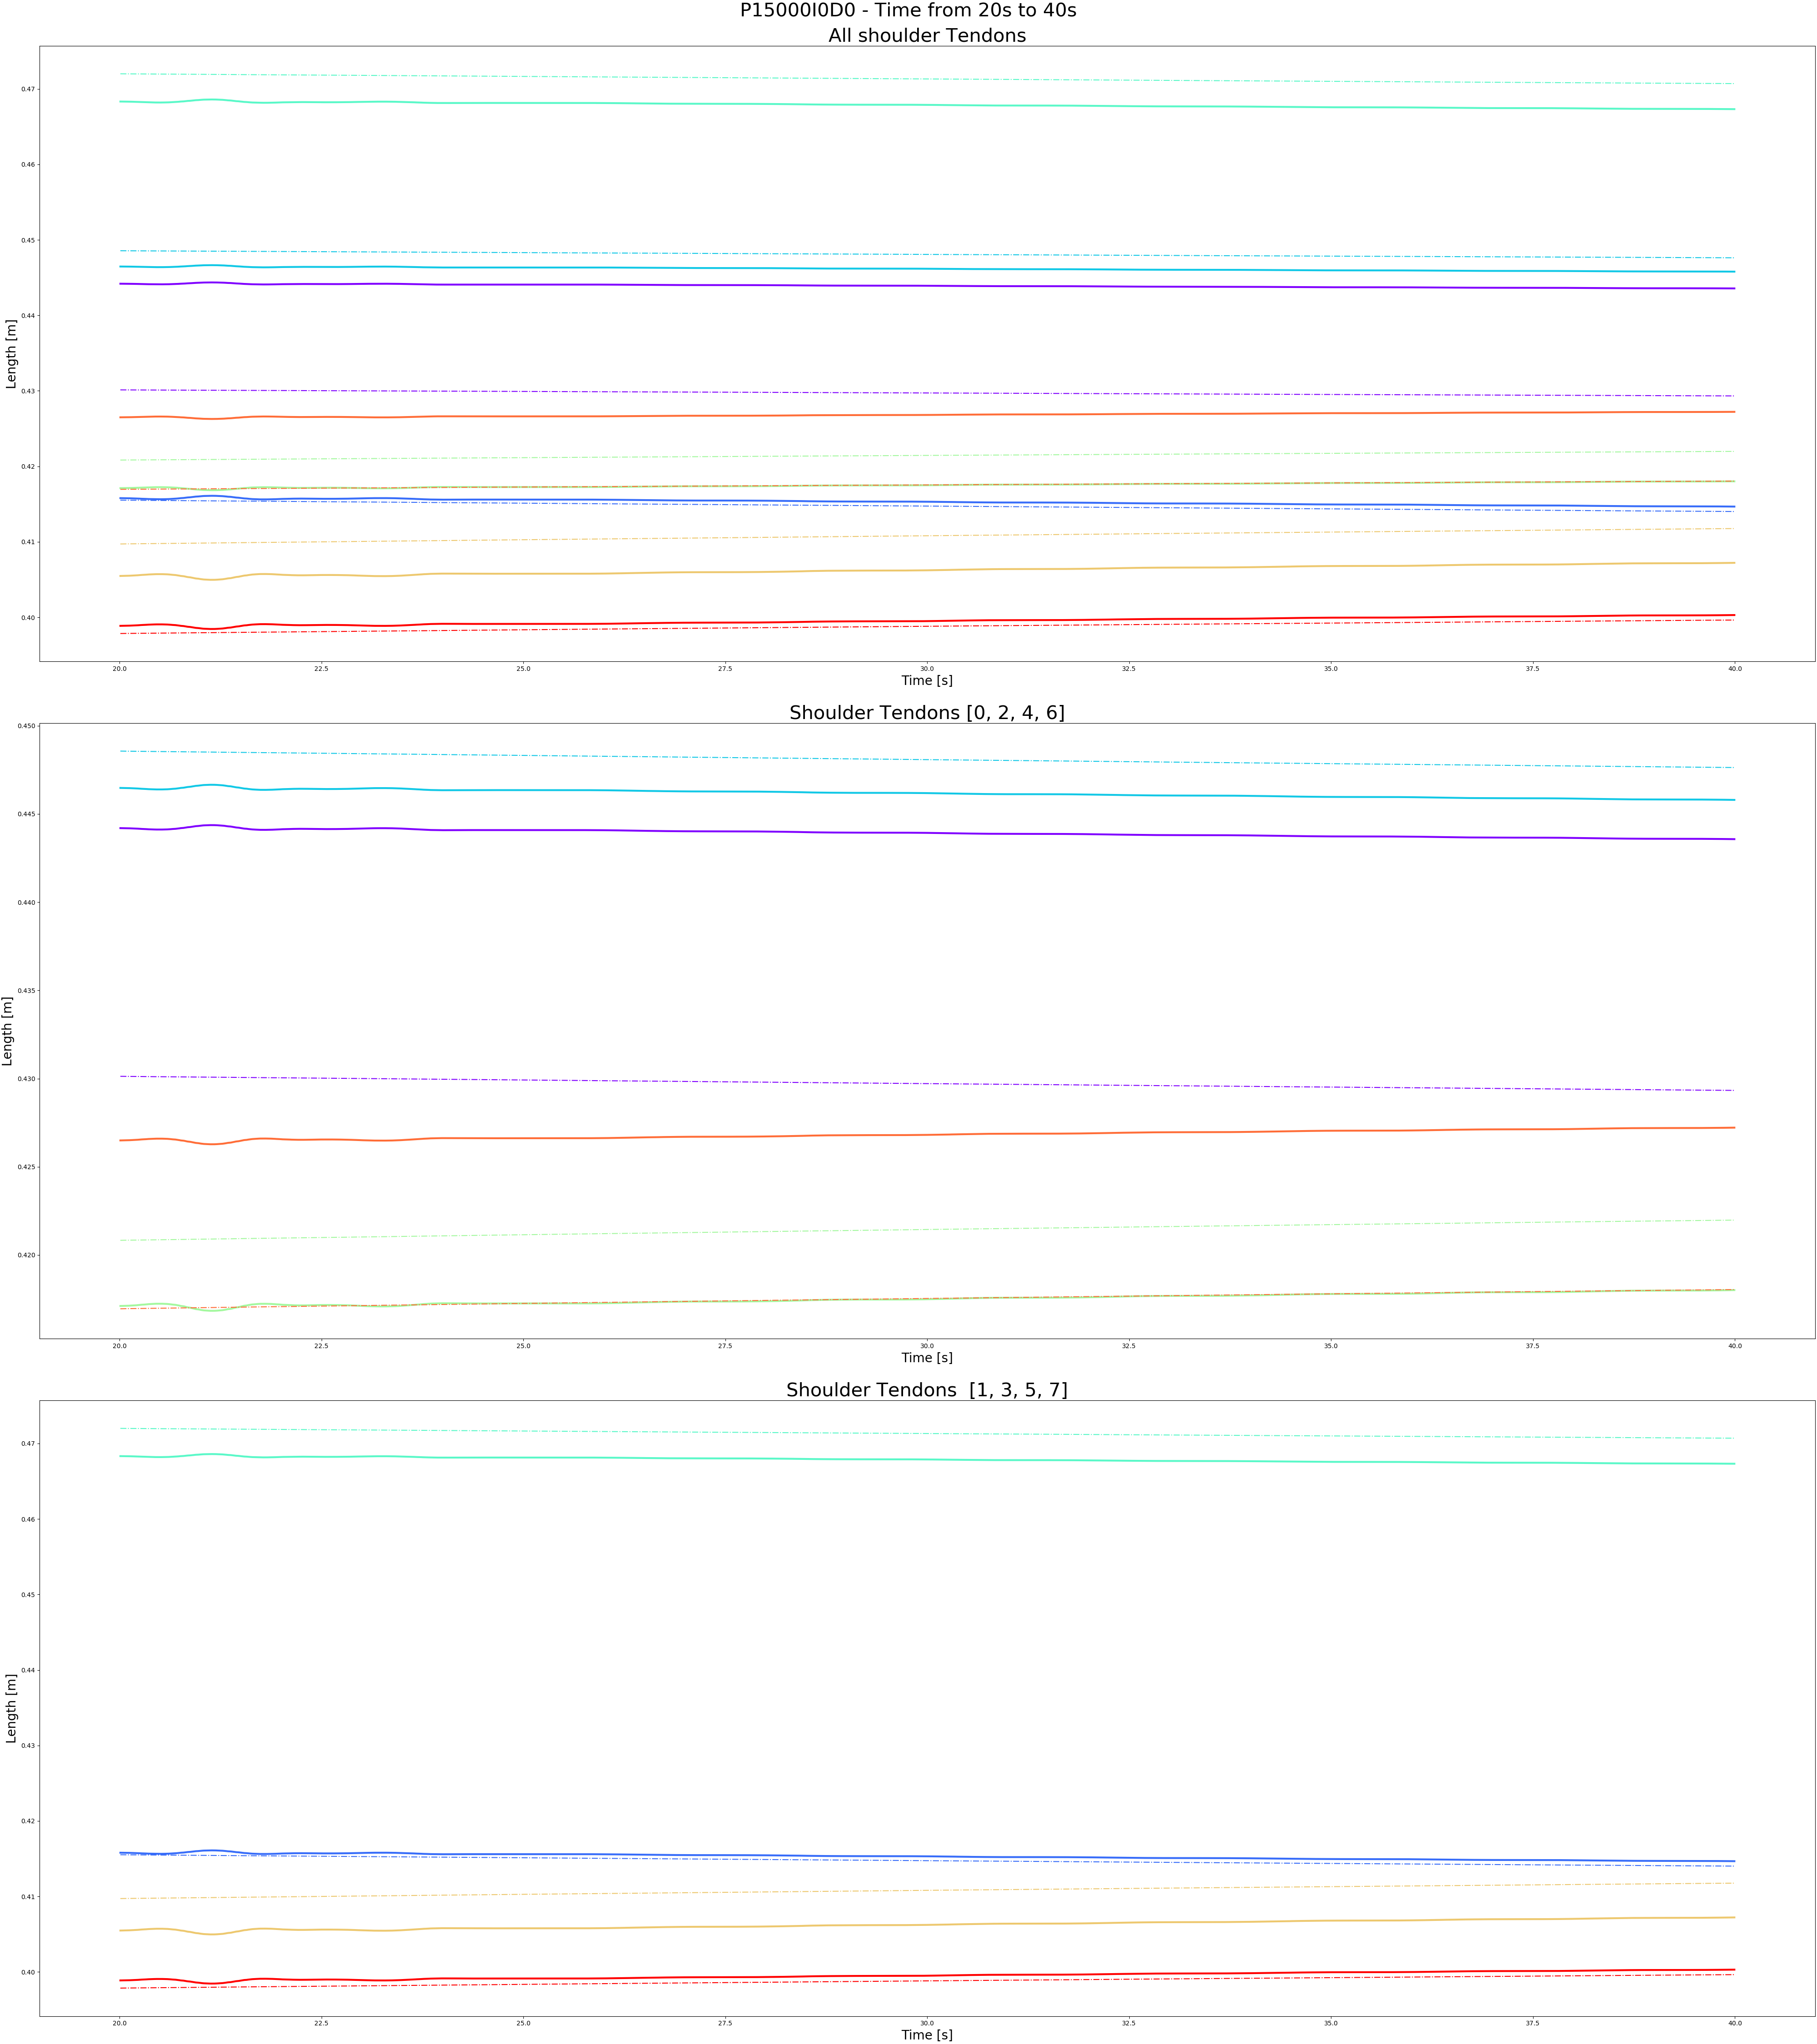 P15000I0D0 - Time from 20s to 40s
All shoulder Tendons
Length [m]
0.47
0.46
0.45
0.44
0.43
0.42
0.41
0.40
20.0 22.5 25.0 27.5 30.0 32.5 35.0 37.5 40.0
Time [s]
Shoulder Tendons [0, 2, 4, 6]
Length [m]
0.450
0.445
0.440
0.435
0.430
0.425
0.420
20.0 22.5 25.0 27.5 30.0 32.5 35.0 37.5 40.0
Time [s]
Shoulder Tendons  [1, 3, 5, 7]
Length [m]
0.47
0.46
0.45
0.44
0.43
0.42
0.41
0.40
20.0 22.5 25.0 27.5 30.0 32.5 35.0 37.5 40.0
Time [s]